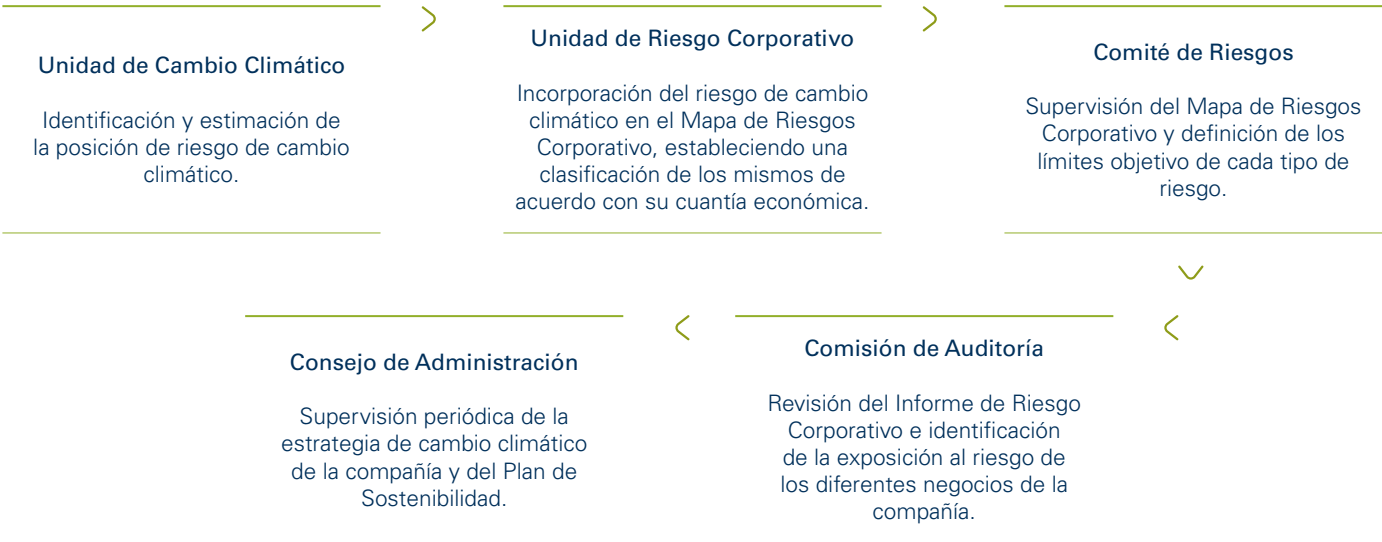 Unidad de Cambio Climático
Identificación y estimación de
la posición de riesgo de cambio
climático.
Unidad de Riesgo Corporativo
Incorporación del riesgo de cambio
climático en el Mapa de Riesgos
Corporativo, estableciendo una
clasificación de los mismos de
acuerdo con su cuantía económica.
Comité de Riesgos
Supervisión del Mapa de Riesgos
Corporativo y definición de los
límites objetivo de cada tipo de
riesgo.
Comisión de Auditoría
Revisión del Informe de Riesgo
Corporativo e identificación
de la exposición al riesgo de
los diferentes negocios de la
compañía.
Consejo de Administración
Supervisión periódica de la
estrategia de cambio climático
de la compañía y del Plan de
Sostenibilidad.